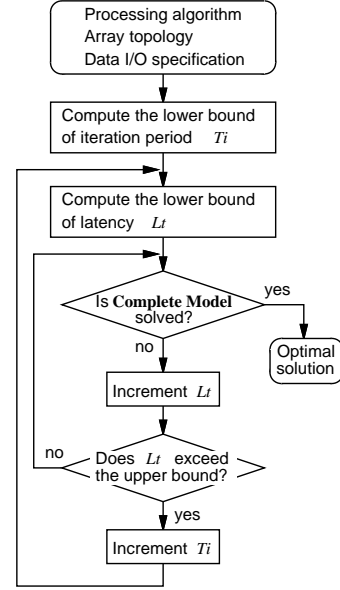 Processing algorithm
Array topology
Data I/O specification
Compute the lower bound
of iteration period Ti
Compute the lower bound
of latency Lt
Is Complete Model
solved?
yes
no
Optimal
solution
Increment Lt
no
Does Lt exceed
the upper bound?
yes
Increment Ti